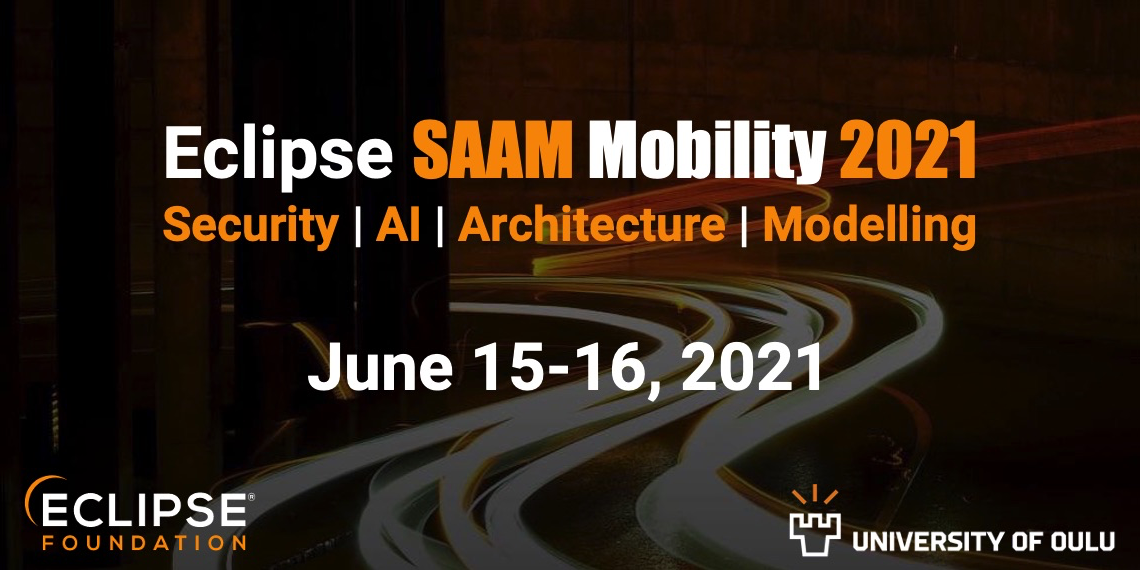 Eclipse SAAM Mobility 2021
Security | AI | Architecture | Modelling
June 15-16, 2021
ECLIPSE®
FOUNDATION
UNIVERSITY OF OULU